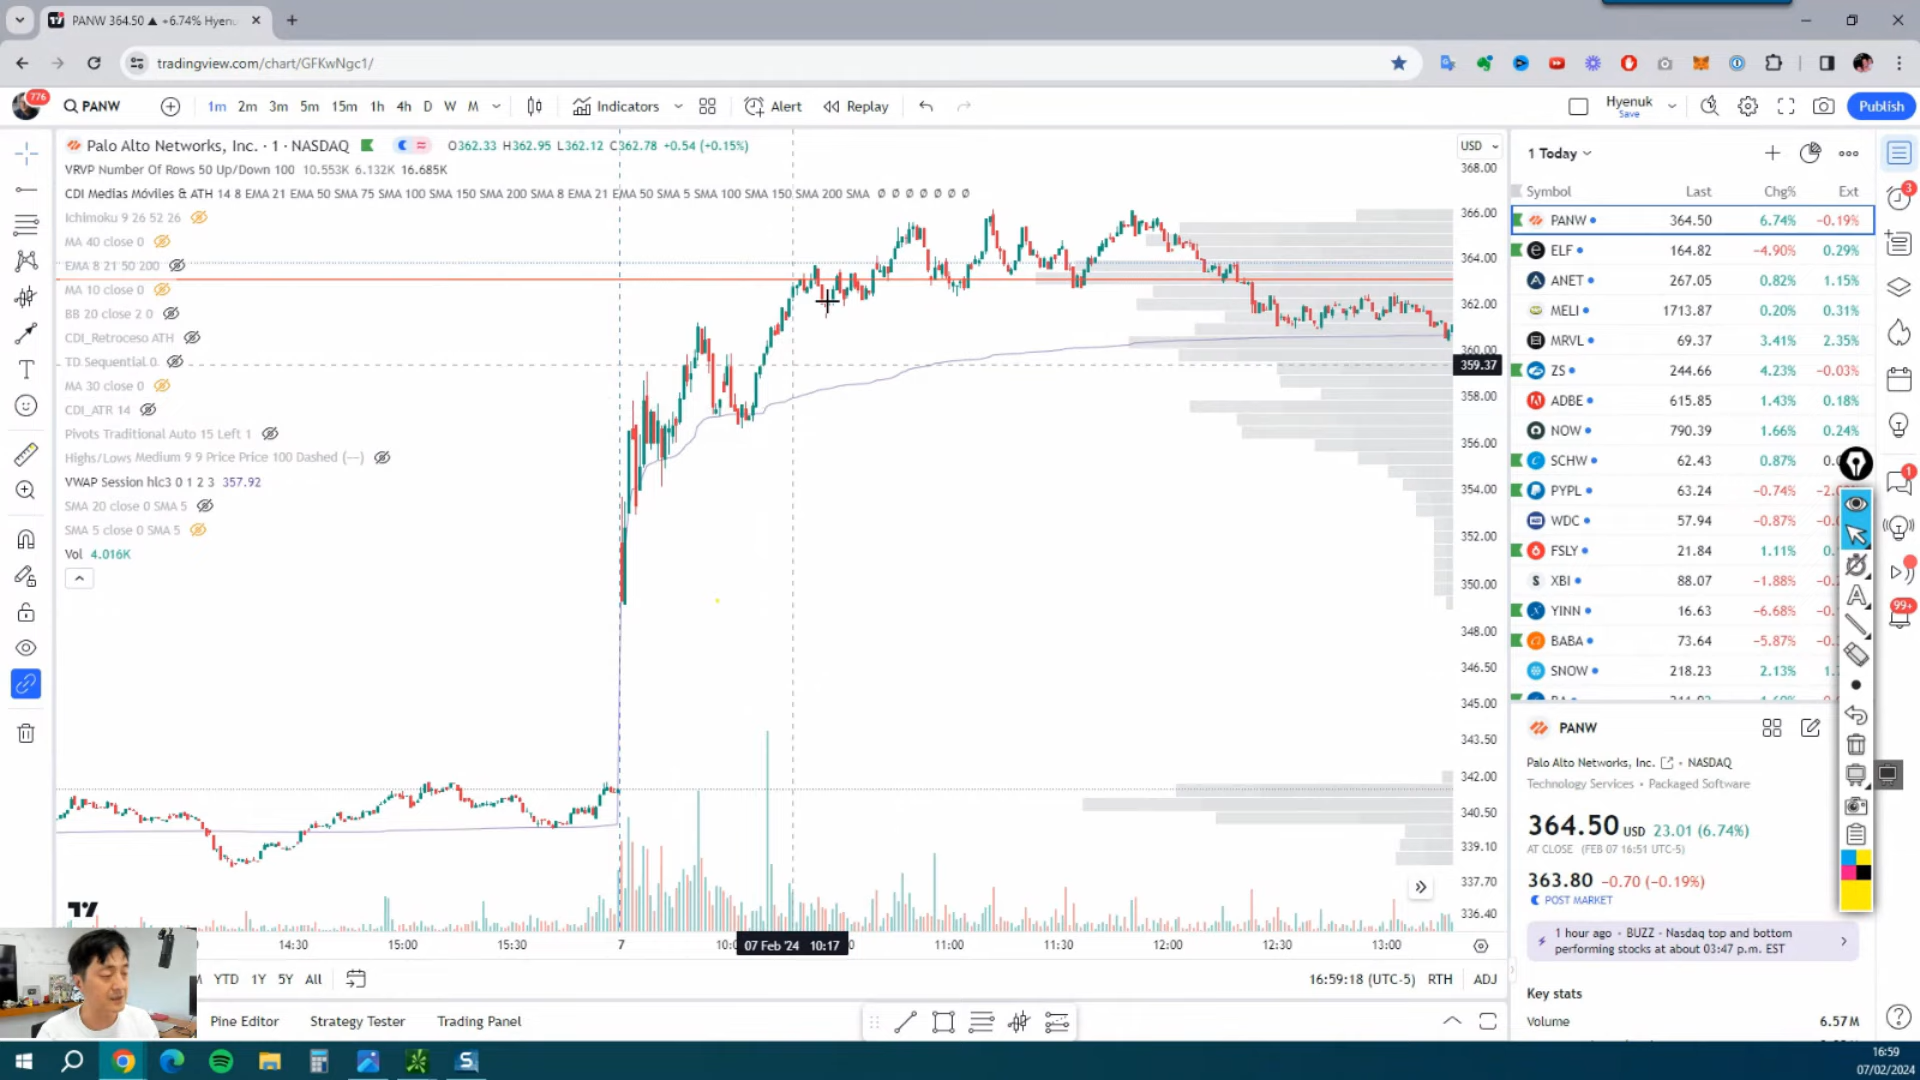 PANW 364.50 ▲ +6.74% Hyenu
tradingview.com/chart/GFKwNgc1/
776
PANW
1m 2m 3m 5m 15m 1h 4h D W M
Indicators
Alert
Replay
Hyenuk
Save
Publish
Palo Alto Networks, Inc. · 1 · NASDAQ
O362.33 H362.95 L362.12 C362.78 +0.54 (+0.15%)
VRVP Number Of Rows 50 Up/Down 100 10.553K 6.132K 16.685K
CDI Medias Móviles & ATH 14 8 EMA 21 EMA 50 SMA 75 SMA 100 SMA 150 SMA 200 SMA 8 EMA 21 EMA 50 SMA 5 SMA 100 SMA 150 SMA 200 SMA Ø Ø Ø Ø Ø Ø Ø
Ichimoku 9 26 52 26
MA 40 close 0
EMA 8 21 50 200
MA 10 close 0
BB 20 close 2 0
CDI_Retroceso ATH
TD Sequential 0
MA 30 close 0
CDI_ATR 14
Pivots Traditional Auto 15 Left 1
Highs/Lows Medium 9 9 Price Price 100 Dashed (---)
VWAP Session hlc3 0 1 2 3 357.92
SMA 20 close 0 SMA 5
SMA 5 close 0 SMA 5
Vol 4.016K
USD
368.00
366.00
364.00
362.00
360.00
359.37
358.00
356.00
354.00
352.00
350.00
348.00
346.50
345.00
343.50
342.00
340.50
339.10
337.70
336.40
14:30
15:00
15:30
7
10:0
07 Feb '24 10:17
11:00
11:30
12:00
12:30
13:00
YTD 1Y 5Y All
16:59:18 (UTC-5) RTH ADJ
Pine Editor
Strategy Tester
Trading Panel
1 Today
Symbol Last Chg% Ext
PANW 364.50 6.74% −0.19%
ELF 164.82 −4.90% 0.29%
ANET 267.05 0.82% 1.15%
MELI 1713.87 0.20% 0.31%
MRVL 69.37 3.41% 2.35%
ZS 244.66 4.23% −0.03%
ADBE 615.85 1.43% 0.18%
NOW 790.39 1.66% 0.24%
SCHW 62.43 0.87%
PYPL 63.24 −0.74%
WDC 57.94 −0.87%
FSLY 21.84 1.11%
XBI 88.07 −1.88%
YINN 16.63 −6.68%
BABA 73.64 −5.87%
SNOW 218.23 2.13%
3
1
99+
PANW
Palo Alto Networks, Inc. • NASDAQ
Technology Services • Packaged Software
364.50 USD 23.01 (6.74%)
AT CLOSE (FEB 07 16:51 UTC-5)
363.80 −0.70 (−0.19%)
POST MARKET
1 hour ago • BUZZ - Nasdaq top and bottom
performing stocks at about 03:47 p.m. EST
Key stats
Volume 6.57M
16:59
07/02/2024